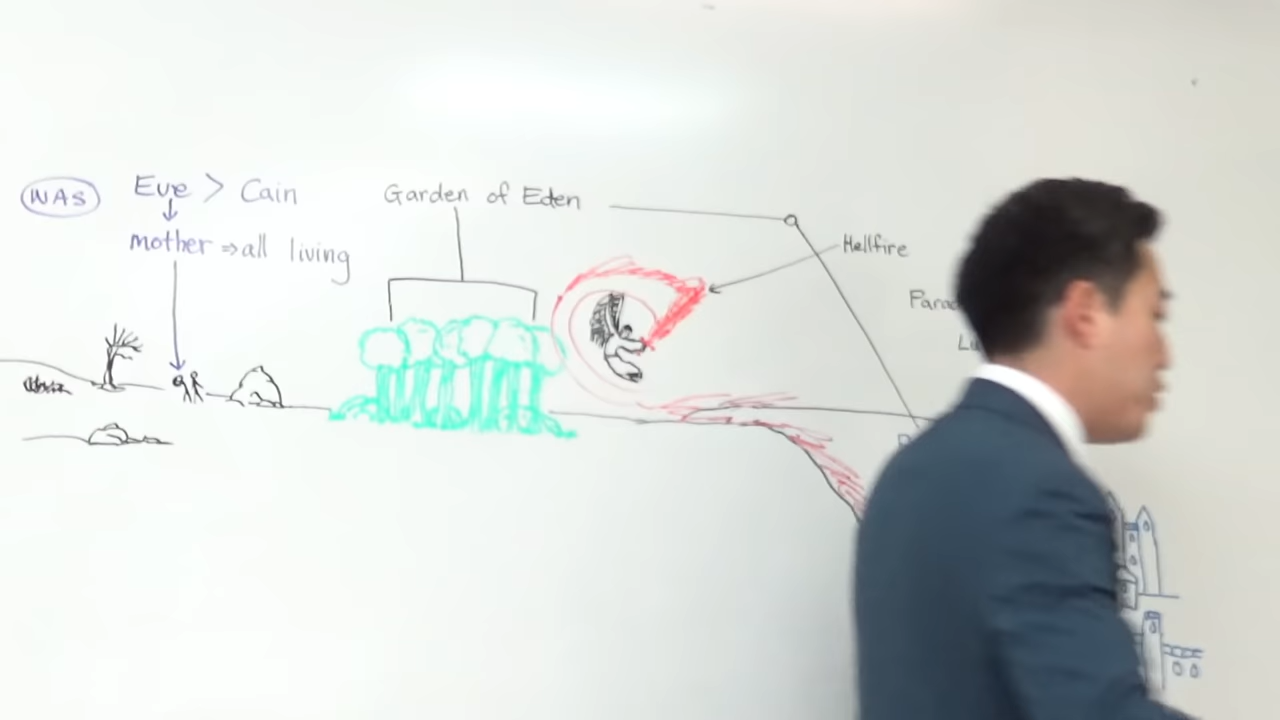 WAS
Eve > Cain
mother ⇒ all living
Garden of Eden
Hellfire